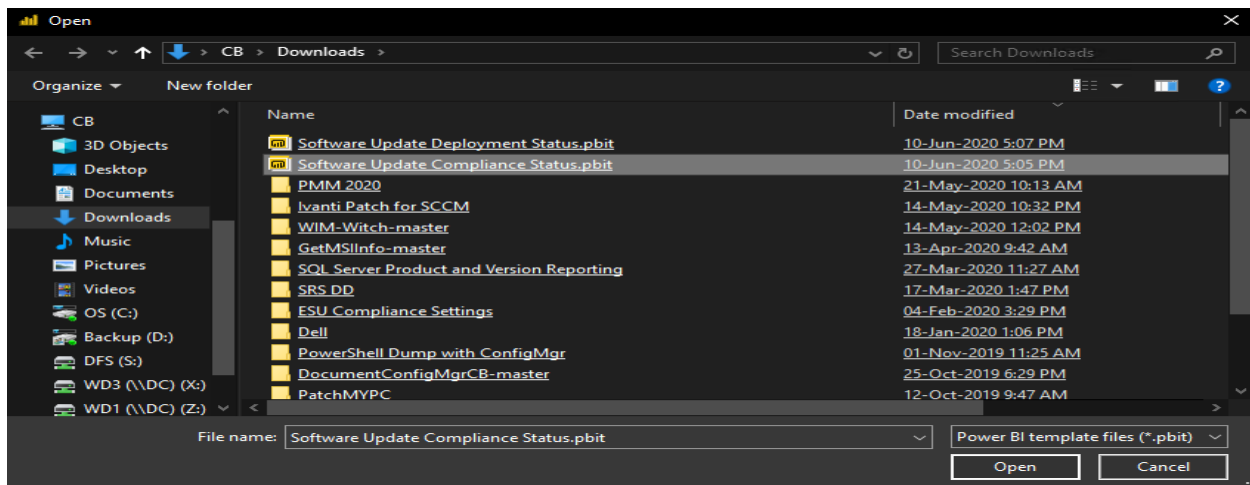 Open
CB > Downloads >
Search Downloads
Organize
New folder
Name
Date modified
CB
3D Objects
Desktop
Documents
Downloads
Music
Pictures
Videos
OS (C:)
Backup (D:)
DFS (S:)
WD3 (\\DC) (X:)
WD1 (\\DC) (Z:)
Software Update Deployment Status.pbit 10-Jun-2020 5:07 PM
Software Update Compliance Status.pbit 10-Jun-2020 5:05 PM
PMM 2020 21-May-2020 10:13 AM
Ivanti Patch for SCCM 14-May-2020 10:32 PM
WIM-Witch-master 14-May-2020 12:02 PM
GetMSIInfo-master 13-Apr-2020 9:42 AM
SQL Server Product and Version Reporting 27-Mar-2020 11:27 AM
SRS DD 17-Mar-2020 1:47 PM
ESU Compliance Settings 04-Feb-2020 3:29 PM
Dell 18-Jan-2020 1:06 PM
PowerShell Dump with ConfigMgr 01-Nov-2019 11:25 AM
DocumentConfigMgrCB-master 25-Oct-2019 6:29 PM
PatchMYPC 12-Oct-2019 9:47 AM
File name: Software Update Compliance Status.pbit
Power BI template files (*.pbit)
Open
Cancel